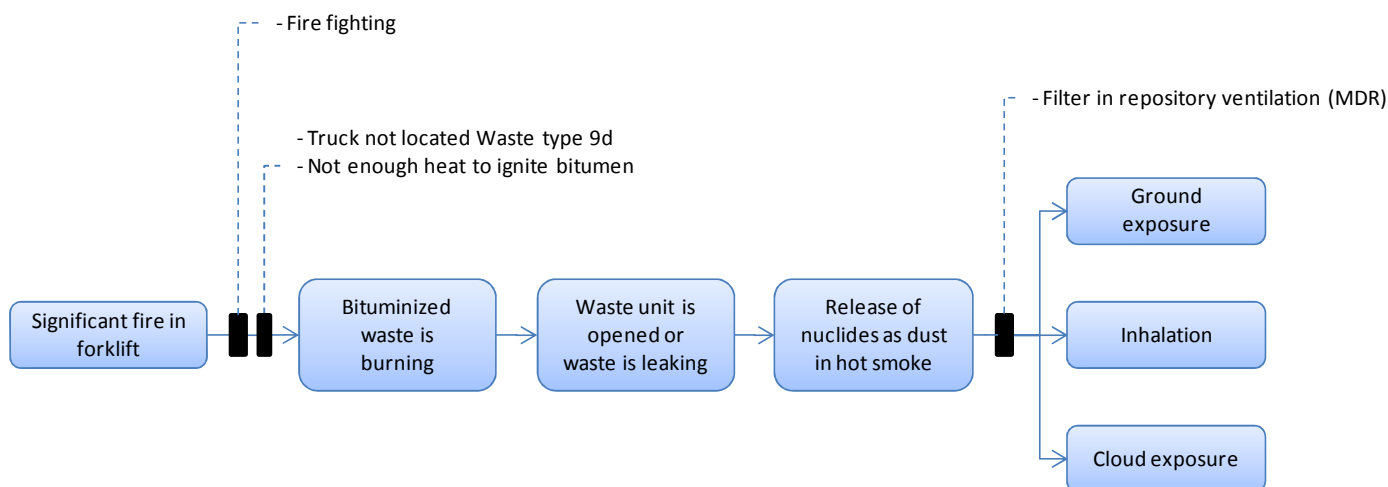 - Fire fighting
- Truck not located Waste type 9d
- Not enough heat to ignite bitumen
- Filter in repository ventilation (MDR)
Significant fire in
forklift
Bituminized
waste is
burning
Waste unit is
opened or
waste is leaking
Release of
nuclides as dust
in hot smoke
Ground
exposure
Inhalation
Cloud exposure